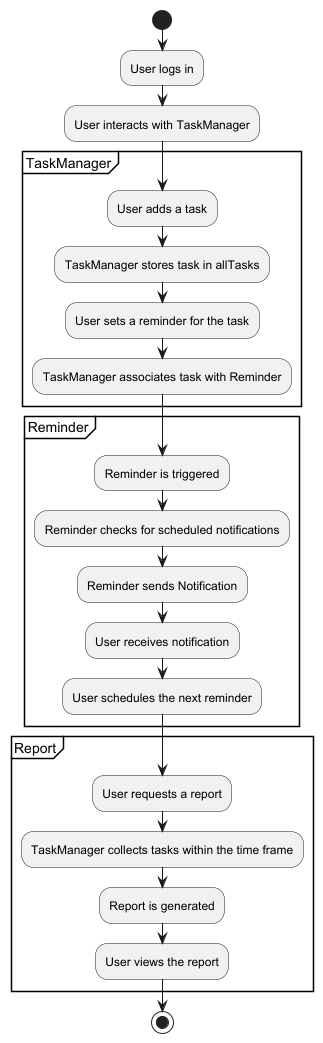 User logs in
User interacts with TaskManager
TaskManager
User adds a task
TaskManager stores task in allTasks
User sets a reminder for the task
TaskManager associates task with Reminder
Reminder
Reminder is triggered
Reminder checks for scheduled notifications
Reminder sends Notification
User receives notification
User schedules the next reminder
Report
User requests a report
TaskManager collects tasks within the time frame
Report is generated
User views the report